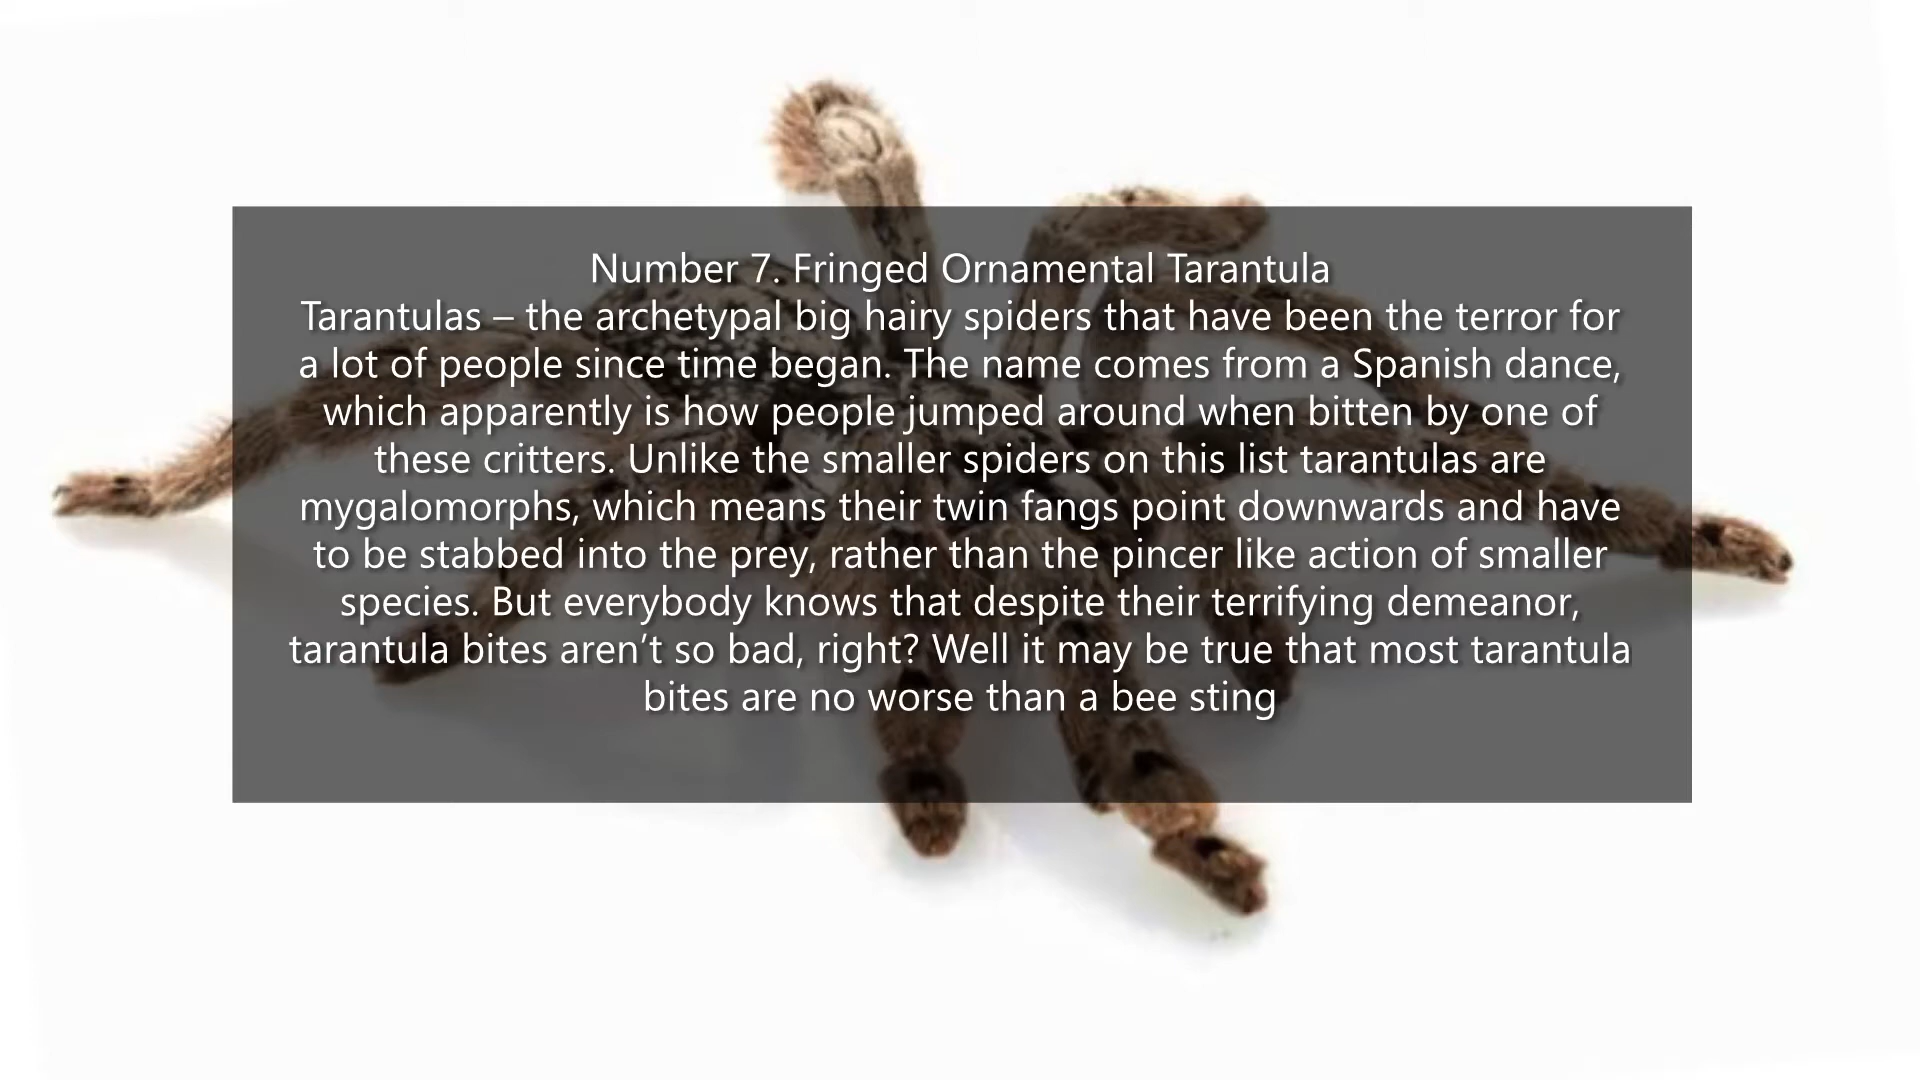 Number 7. Fringed Ornamental Tarantula
Tarantulas – the archetypal big hairy spiders that have been the terror for
a lot of people since time began. The name comes from a Spanish dance,
which apparently is how people jumped around when bitten by one of
these critters. Unlike the smaller spiders on this list tarantulas are
mygalomorphs, which means their twin fangs point downwards and have
to be stabbed into the prey, rather than the pincer like action of smaller
species. But everybody knows that despite their terrifying demeanor,
tarantula bites aren’t so bad, right? Well it may be true that most tarantula
bites are no worse than a bee sting